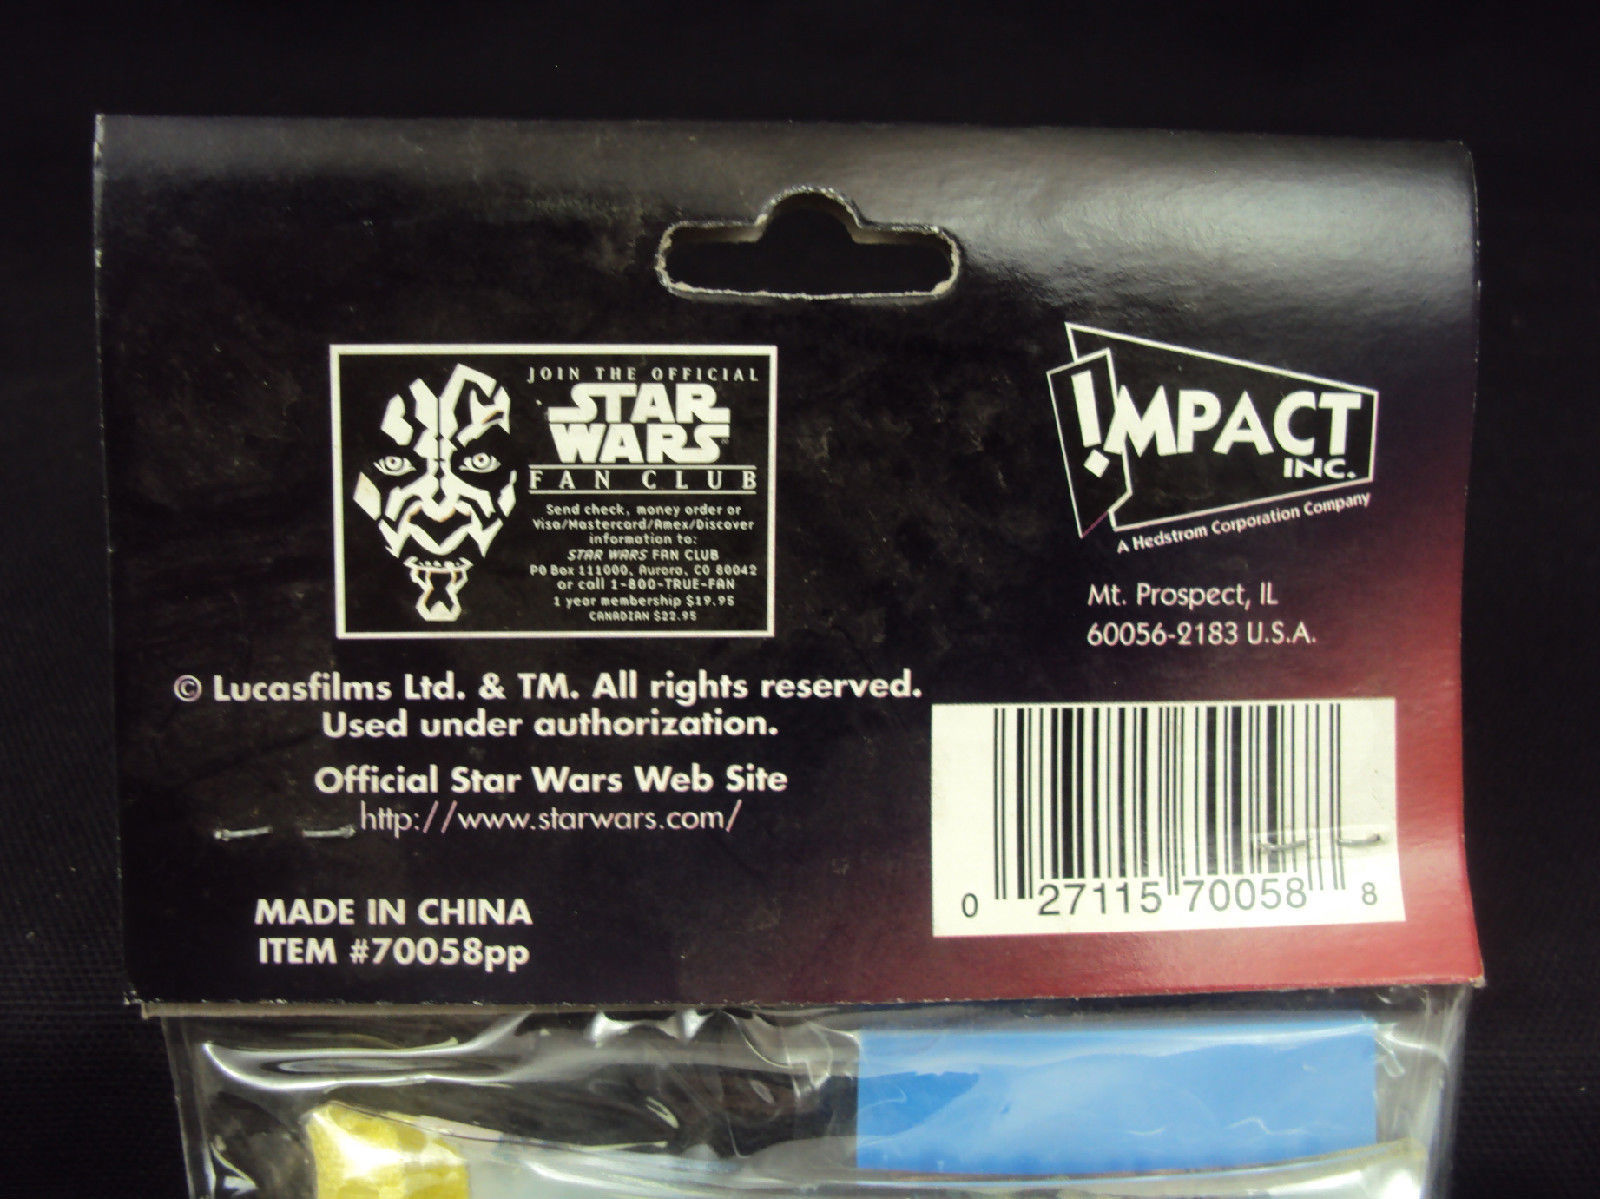 JOIN THE OFFICIAL
STAR
WARS
FAN CLUB
Send check, money order or
Visa/Mastercard/Amex/Discover
information to:
STAR WARS FAN CLUB
PO Box 111000, Aurora, CO 80042
or call 1-800-TRUE-FAN
1 year membership $19.95
CANADIAN $22.95
!MPACT
INC.
A Hedstrom Corporation Company
Mt. Prospect, IL
60056-2183 U.S.A.
© Lucasfilms Ltd. & TM. All rights reserved.
Used under authorization.
Official Star Wars Web Site
http://www.starwars.com/
MADE IN CHINA
ITEM #70058pp
0 27115 70058 8